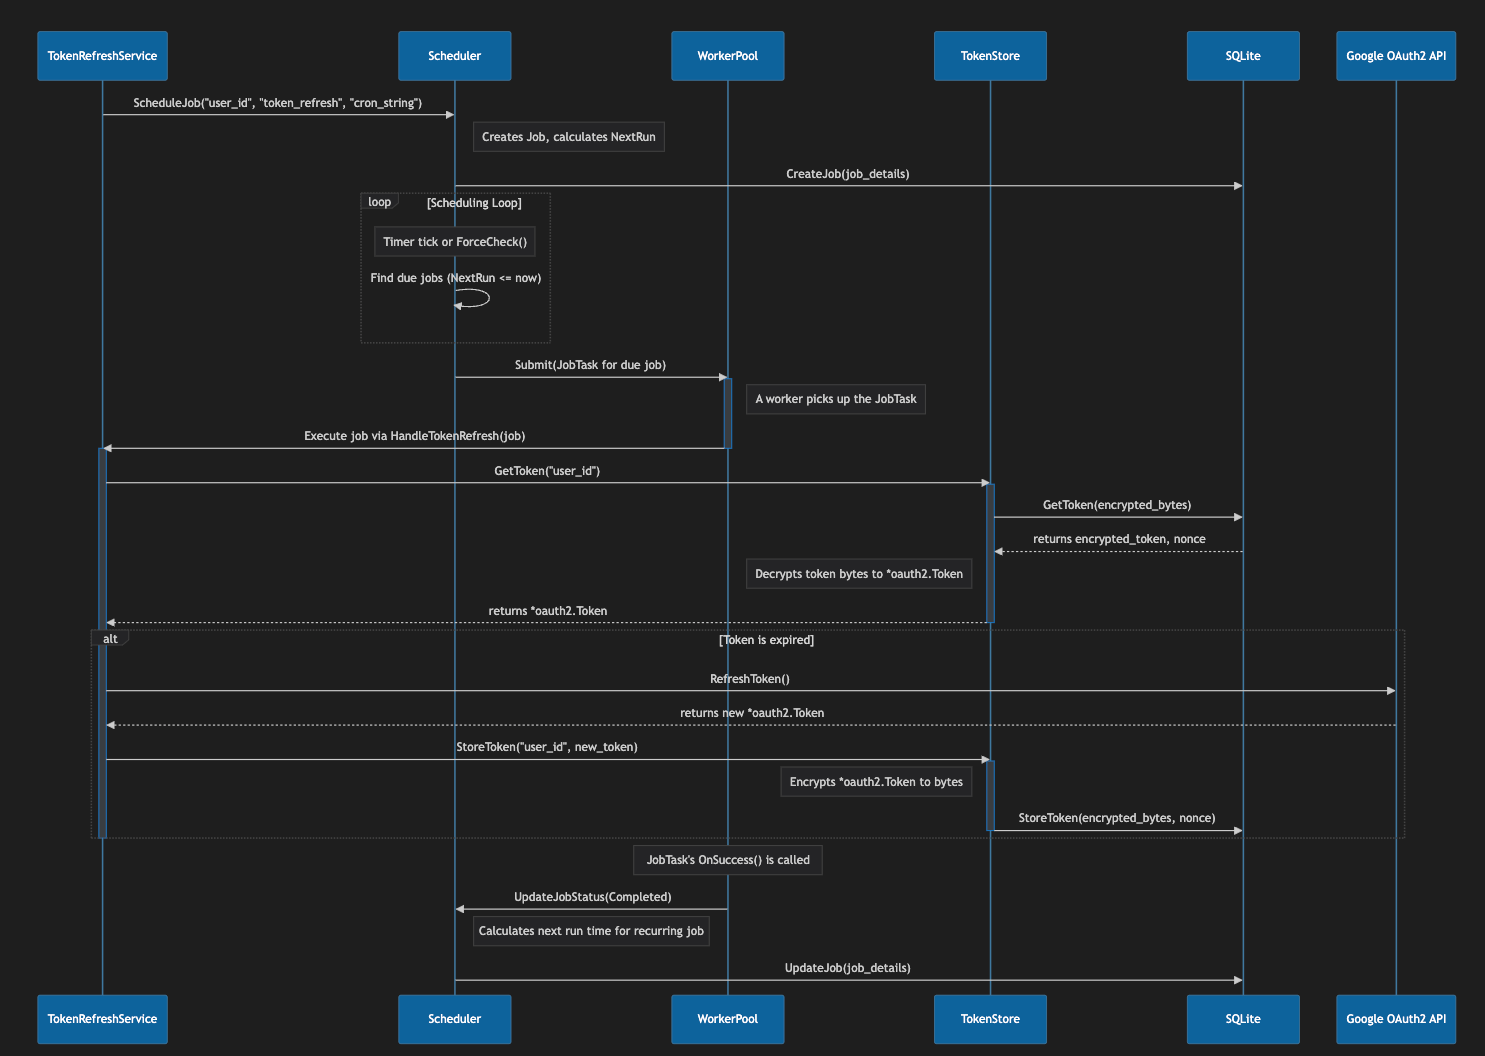 TokenRefreshService
Scheduler
WorkerPool
TokenStore
SQLite
Google OAuth2 API
ScheduleJob("user_id", "token_refresh", "cron_string")
Creates Job, calculates NextRun
CreateJob(job_details)
loop
[Scheduling Loop]
Timer tick or ForceCheck()
Find due jobs (NextRun <= now)
Submit(JobTask for due job)
A worker picks up the JobTask
Execute job via HandleTokenRefresh(job)
GetToken("user_id")
GetToken(encrypted_bytes)
returns encrypted_token, nonce
Decrypts token bytes to *oauth2.Token
returns *oauth2.Token
alt
[Token is expired]
RefreshToken()
returns new *oauth2.Token
StoreToken("user_id", new_token)
Encrypts *oauth2.Token to bytes
StoreToken(encrypted_bytes, nonce)
JobTask's OnSuccess() is called
UpdateJobStatus(Completed)
Calculates next run time for recurring job
UpdateJob(job_details)
TokenRefreshService
Scheduler
WorkerPool
TokenStore
SQLite
Google OAuth2 API